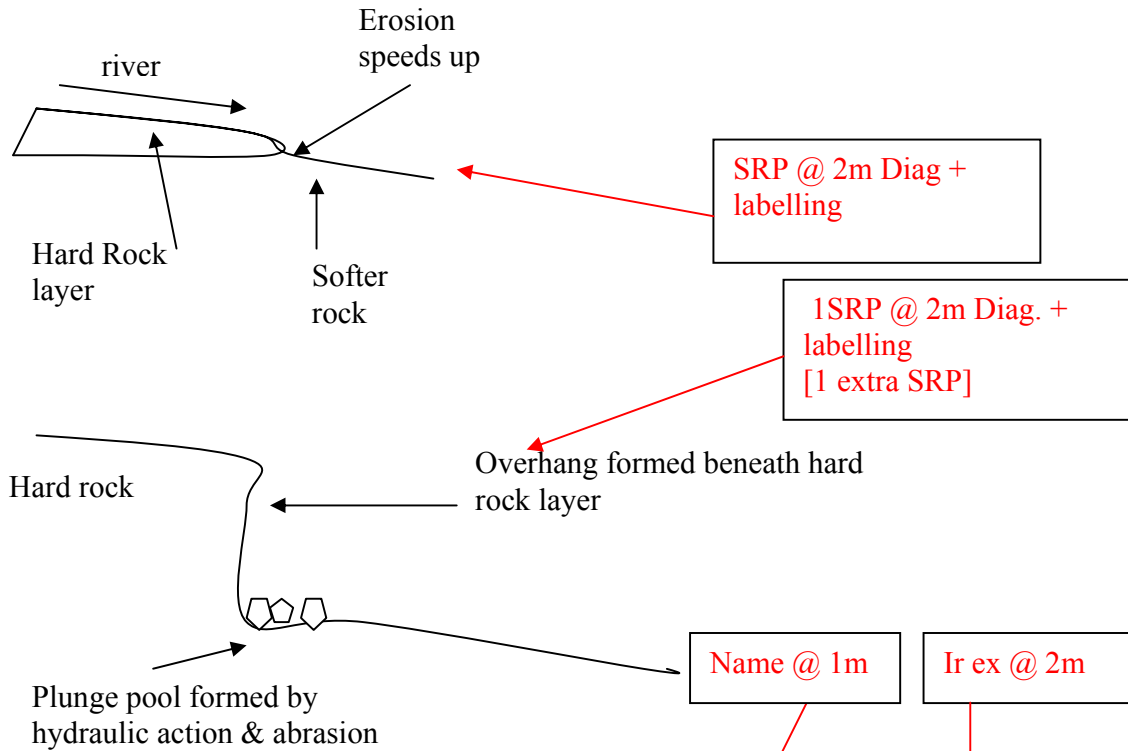 Erosion
speeds up
river
SRP @ 2m Diag +
labelling
Hard Rock
layer
Softer
rock
1SRP @ 2m Diag. +
labelling
[1 extra SRP]
Overhang formed beneath hard
rock layer
Hard rock
Name @ 1m
Ir ex @ 2m
Plunge pool formed by
hydraulic action & abrasion